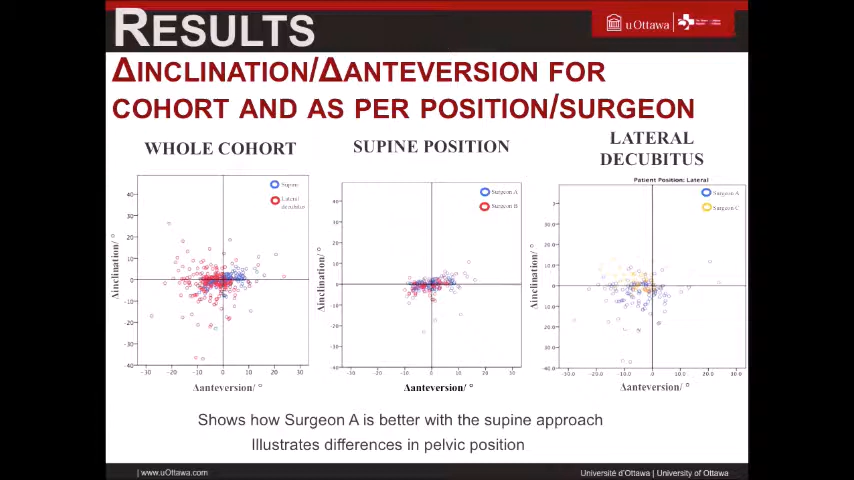 RESULTS
uOttawa
ΔINCLINATION/ΔANTEVERSION FOR
COHORT AND AS PER POSITION/SURGEON
WHOLE COHORT
SUPINE POSITION
LATERAL
DECUBITUS
Patient Position: Lateral
Supine
Lateral
decubitus
Surgeon A
Surgeon B
Surgeon A
Surgeon C
Δinclination/ °
Δinclination/ °
Δinclination/ °
Δanteversion/ °
Δanteversion/ °
Δanteversion/ °
Shows how Surgeon A is better with the supine approach
Illustrates differences in pelvic position
| www.uOttawa.com
Université d'Ottawa | University of Ottawa